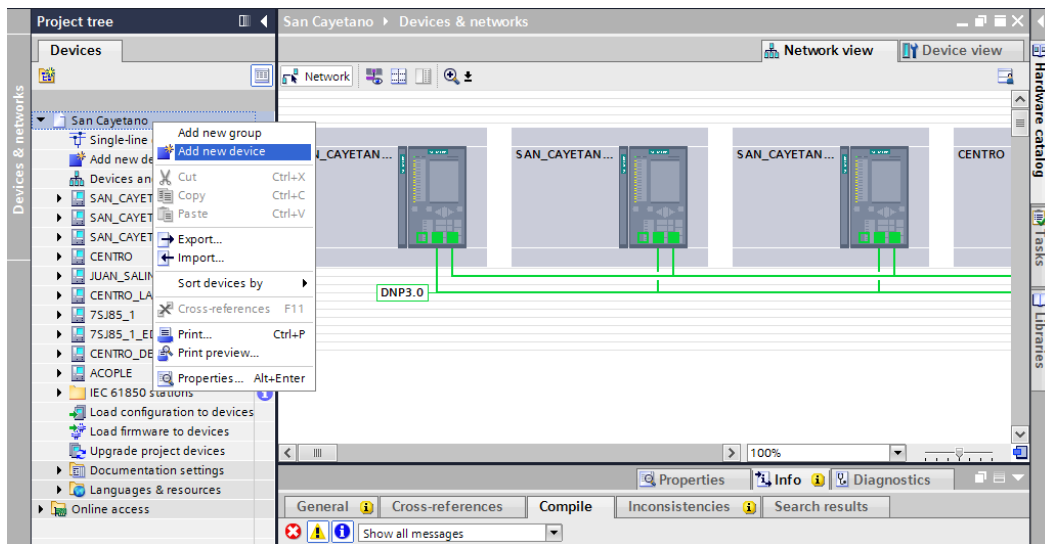 Project tree
San Cayetano ▸ Devices & networks
Devices
Network view
Device view
Network
Devices & networks
San Cayetano
Single-line
Add new de
Devices an
SAN_CAYET
SAN_CAYET
SAN_CAYET
CENTRO
JUAN_SALIN
CENTRO_LA
7SJ85_1
7SJ85_1_E
CENTRO_DE
ACOPLE
IEC 61850 stations
Load configuration to devices
Load firmware to devices
Upgrade project devices
Documentation settings
Languages & resources
Online access
Add new group
Add new device
Cut Ctrl+X
Copy Ctrl+C
Paste Ctrl+V
Export...
Import...
Sort devices by
Cross-references F11
Print... Ctrl+P
Print preview...
Properties... Alt+Enter
_CAYETAN...
SAN_CAYETAN...
SAN_CAYETAN...
CENTRO
DNP3.0
100%
Properties
Info
Diagnostics
General
Cross-references
Compile
Inconsistencies
Search results
Show all messages
Hardware catalog
Tasks
Libraries